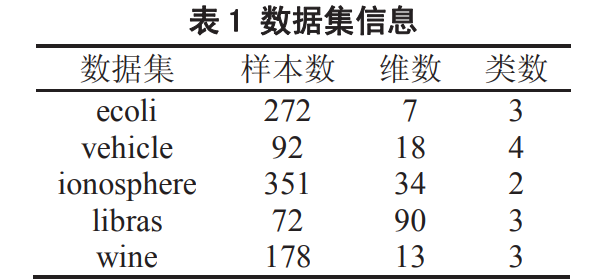 表 1 数据集信息
数据集 样本数 维数 类数
ecoli 272 7 3
vehicle 92 18 4
ionosphere 351 34 2
libras 72 90 3
wine 178 13 3